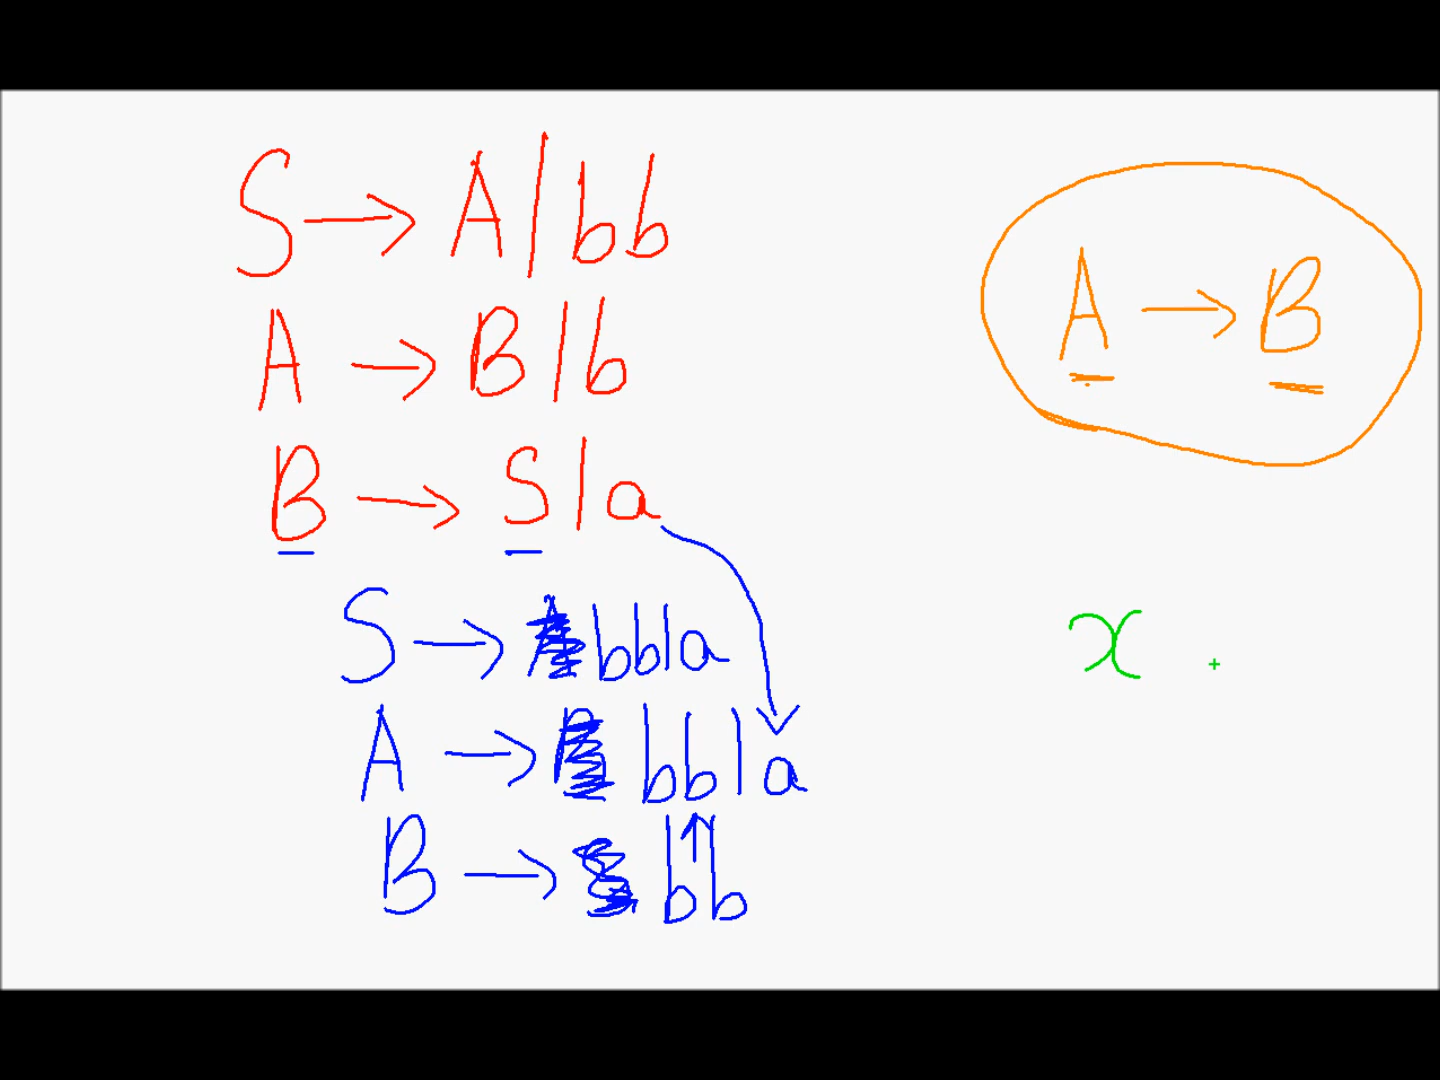 S → A | bb
A → B | b
B → S | a
A → B
S → bb | a
A → bb | a
B → bb
x